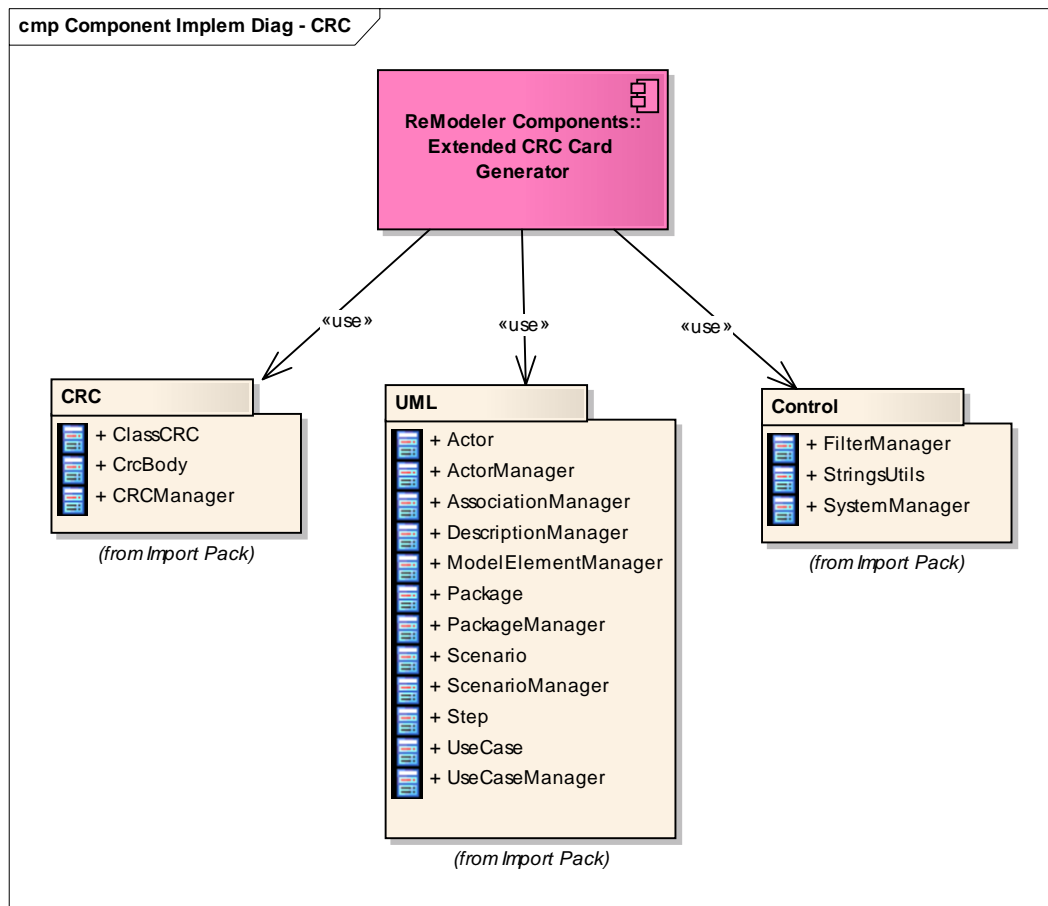 cmp Component Implem Diag - CRC
ReModeler Components::
Extended CRC Card
Generator
«use»
«use»
«use»
CRC
+ ClassCRC
+ CrcBody
+ CRCManager
(from Import Pack)
UML
+ Actor
+ ActorManager
+ AssociationManager
+ DescriptionManager
+ ModelElementManager
+ Package
+ PackageManager
+ Scenario
+ ScenarioManager
+ Step
+ UseCase
+ UseCaseManager
(from Import Pack)
Control
+ FilterManager
+ StringsUtils
+ SystemManager
(from Import Pack)